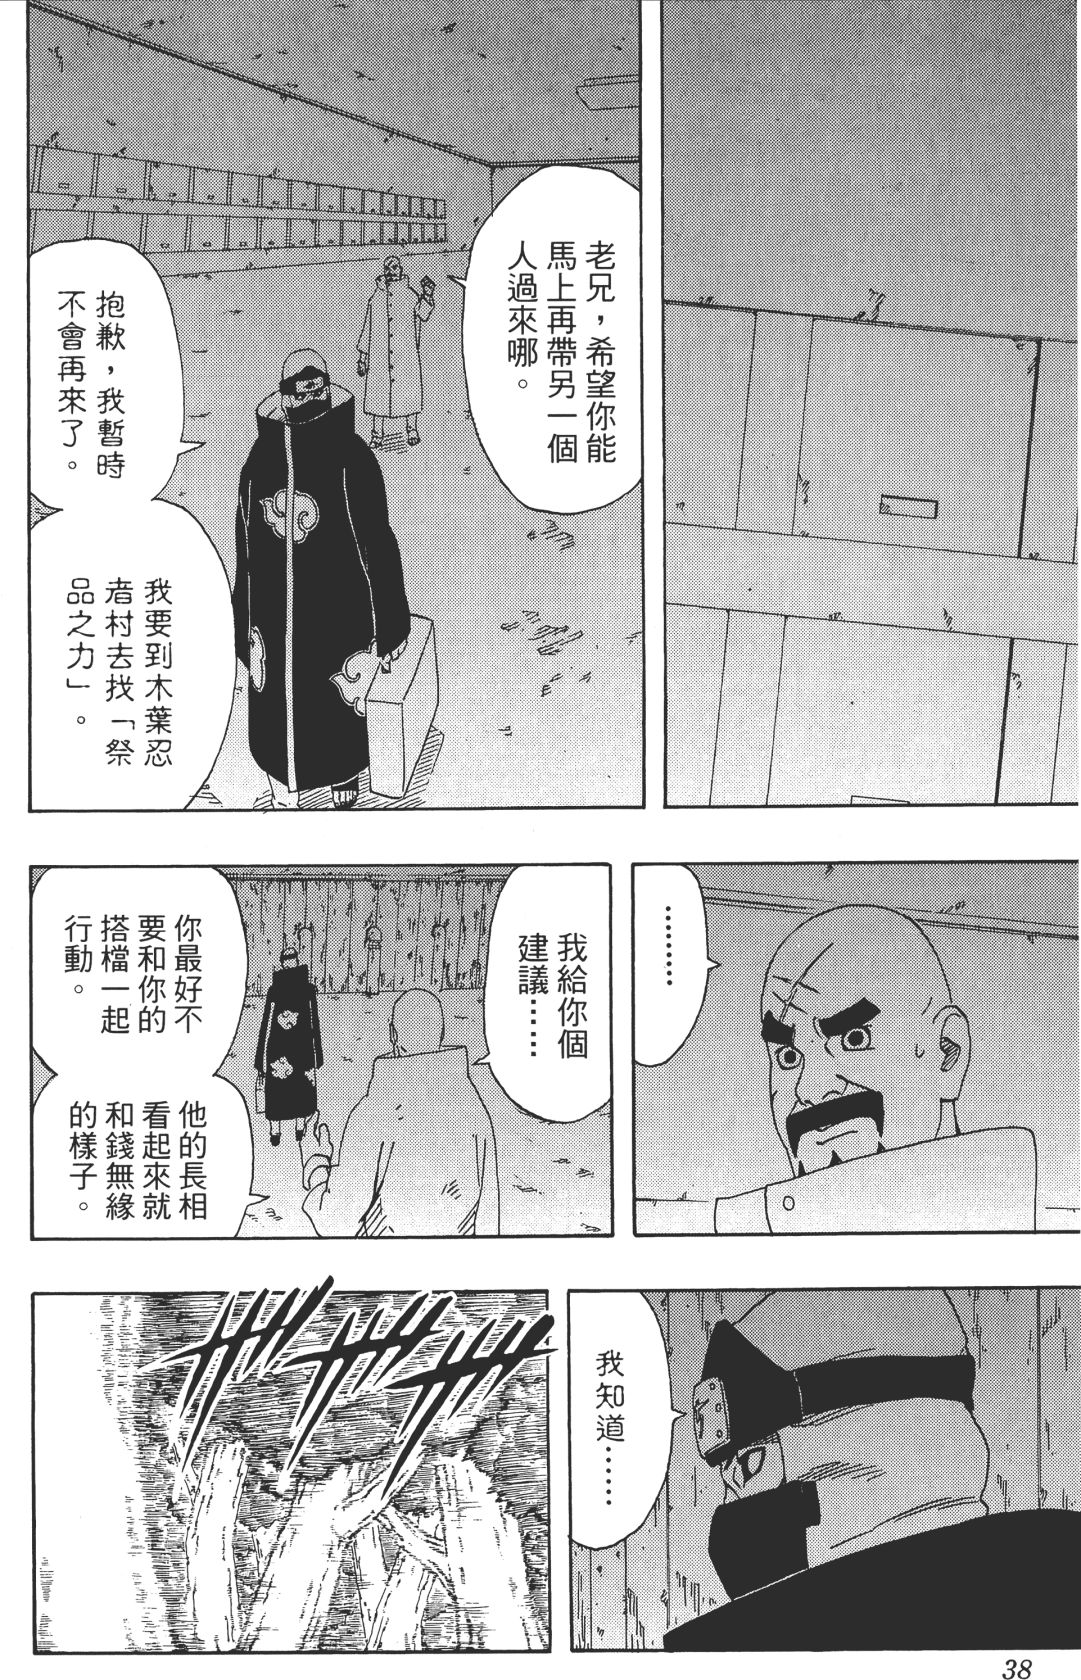 老兄，希望你能
馬上再帶另一個
人過來哪。
抱歉，我暫時
不會再來了。
我要到木葉忍
者村去找「祭
品之力」。
………
我給你個
建議……
你最好不
要和你的
搭檔一起
行動。
他的長相
看起來就
和錢無緣
的樣子。
我知道……
ザザザ
38